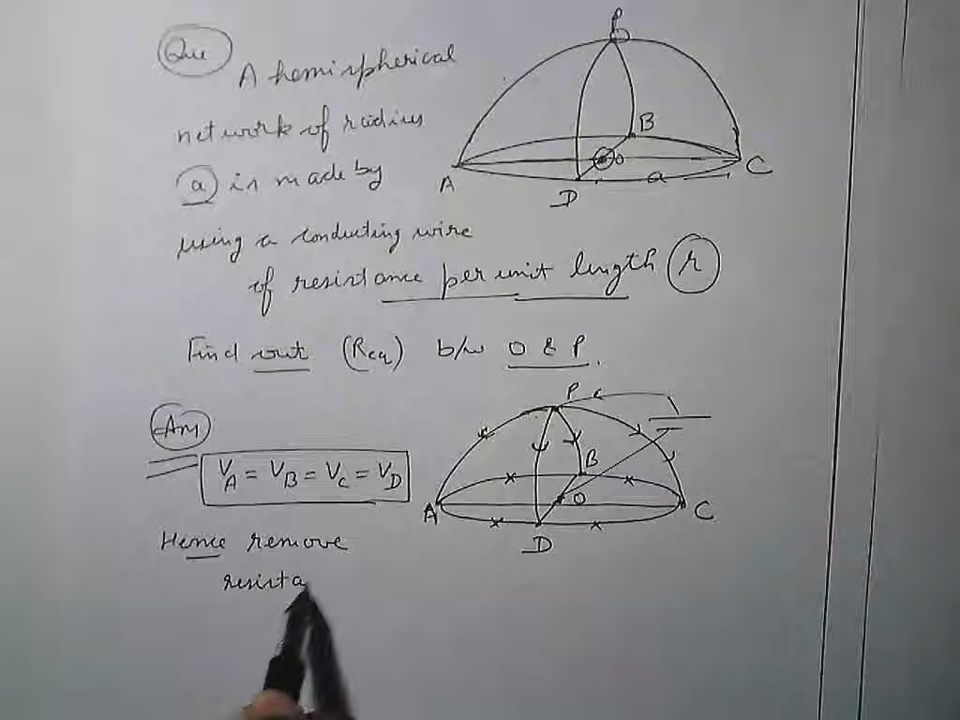 Que
A hemispherical
network of radius
a is made by
using a conducting wire
of resistance per unit length r
Find out (Req) b/w O & P.
P
B
O
A
C
D
a
Ans
VA = VB = VC = VD
Hence remove
resista
P
B
O
A
C
D